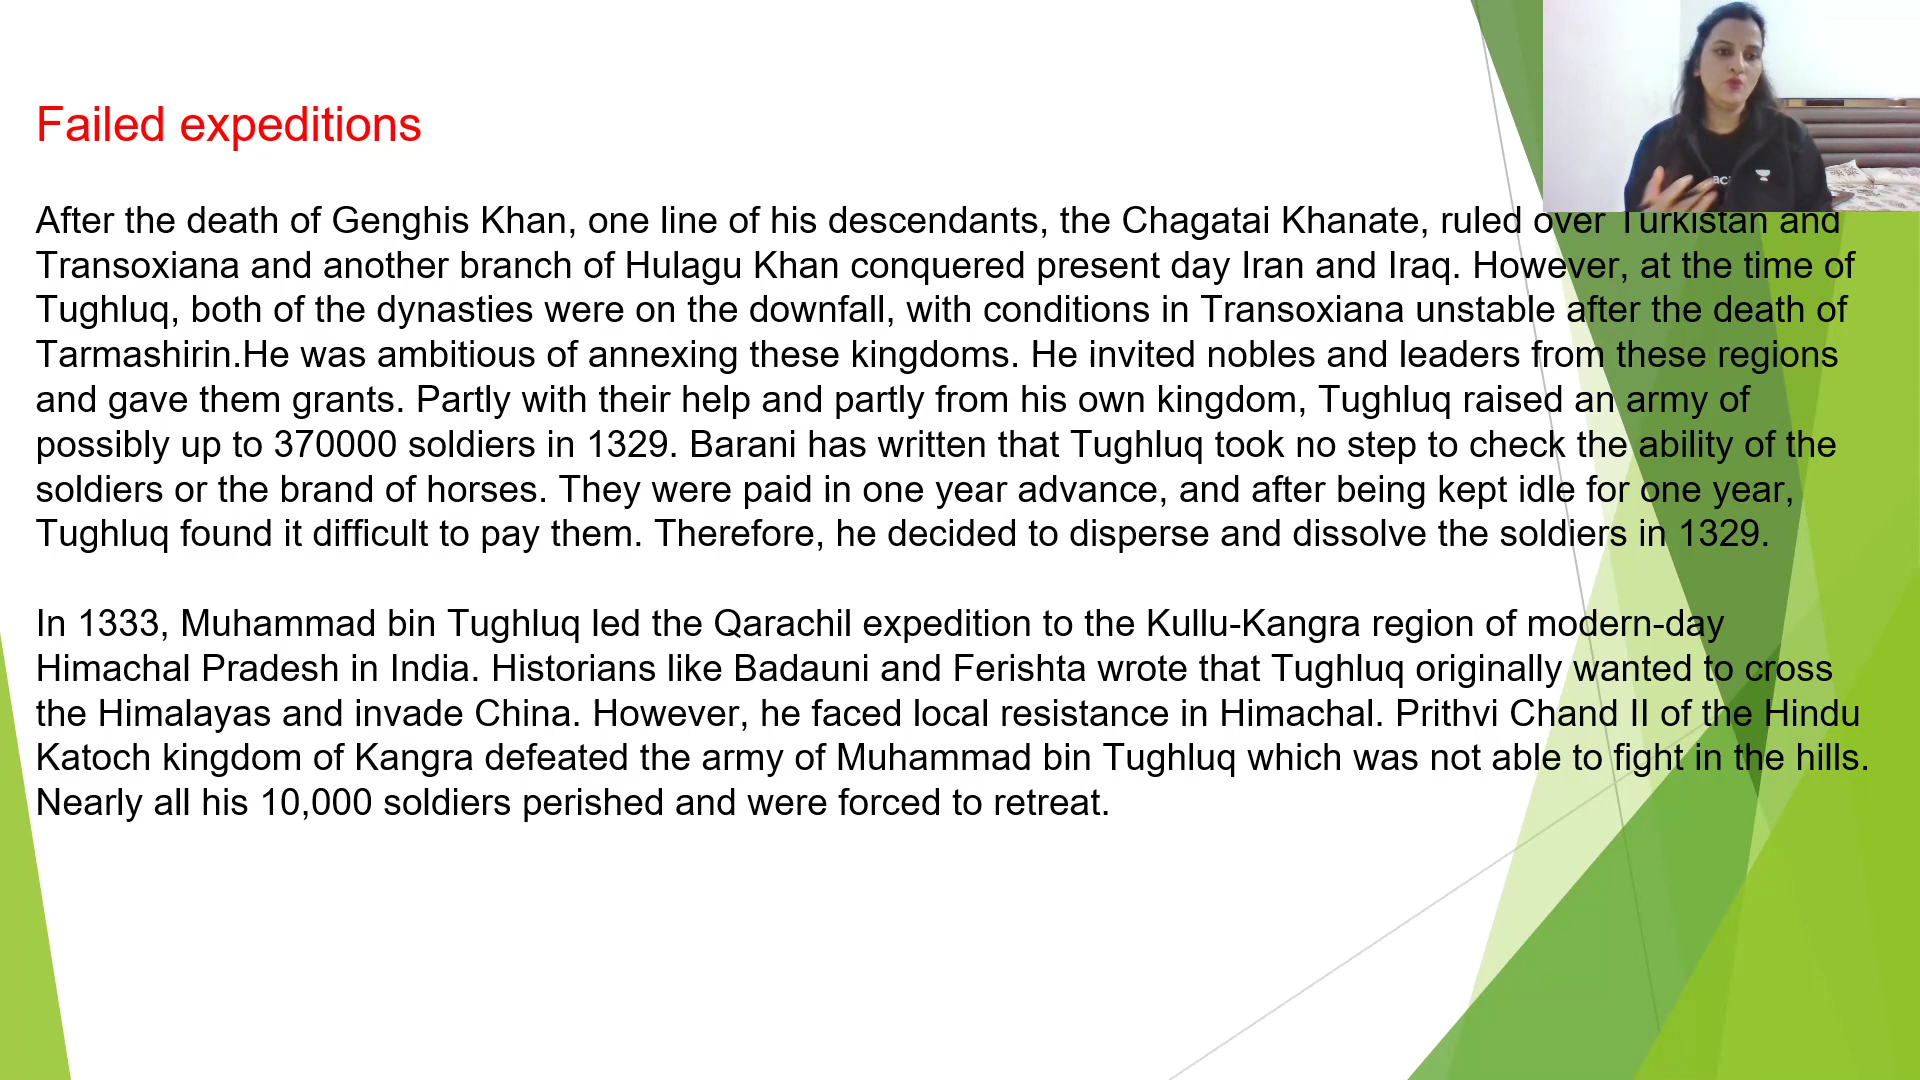 Failed expeditions
After the death of Genghis Khan, one line of his descendants, the Chagatai Khanate, ruled over Turkistan and
Transoxiana and another branch of Hulagu Khan conquered present day Iran and Iraq. However, at the time of
Tughluq, both of the dynasties were on the downfall, with conditions in Transoxiana unstable after the death of
Tarmashirin.He was ambitious of annexing these kingdoms. He invited nobles and leaders from these regions
and gave them grants. Partly with their help and partly from his own kingdom, Tughluq raised an army of
possibly up to 370000 soldiers in 1329. Barani has written that Tughluq took no step to check the ability of the
soldiers or the brand of horses. They were paid in one year advance, and after being kept idle for one year,
Tughluq found it difficult to pay them. Therefore, he decided to disperse and dissolve the soldiers in 1329.
In 1333, Muhammad bin Tughluq led the Qarachil expedition to the Kullu-Kangra region of modern-day
Himachal Pradesh in India. Historians like Badauni and Ferishta wrote that Tughluq originally wanted to cross
the Himalayas and invade China. However, he faced local resistance in Himachal. Prithvi Chand II of the Hindu
Katoch kingdom of Kangra defeated the army of Muhammad bin Tughluq which was not able to fight in the hills.
Nearly all his 10,000 soldiers perished and were forced to retreat.